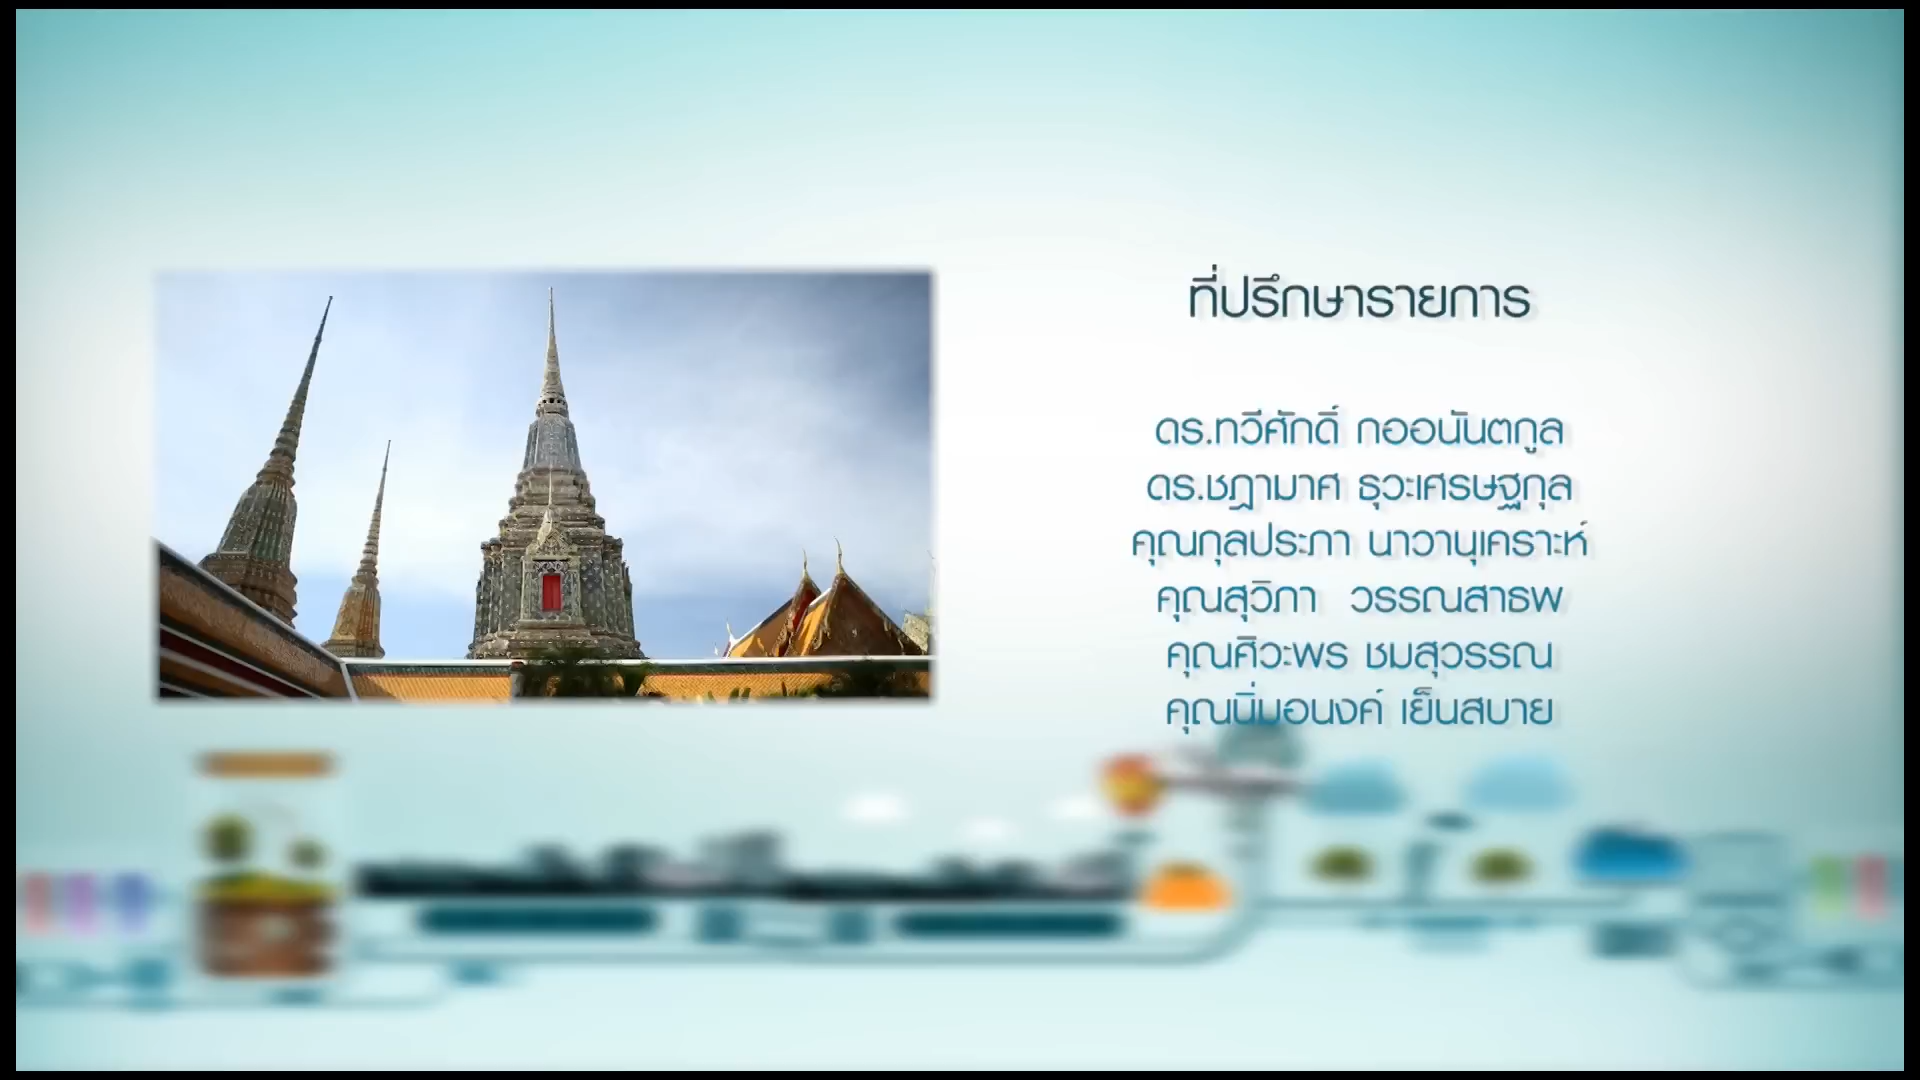 ที่ปรึกษารายการ
ดร.ทวีศักดิ์ กออนันตกูล
ดร.ชฎามาศ ธุวะเศรษฐกุล
คุณกุลประภา นาวานุเคราะห์
คุณสุวิภา วรรณสาธพ
คุณศิวะพร ชมสุวรรณ
คุณนิ่มอนงค์ เย็นสบาย